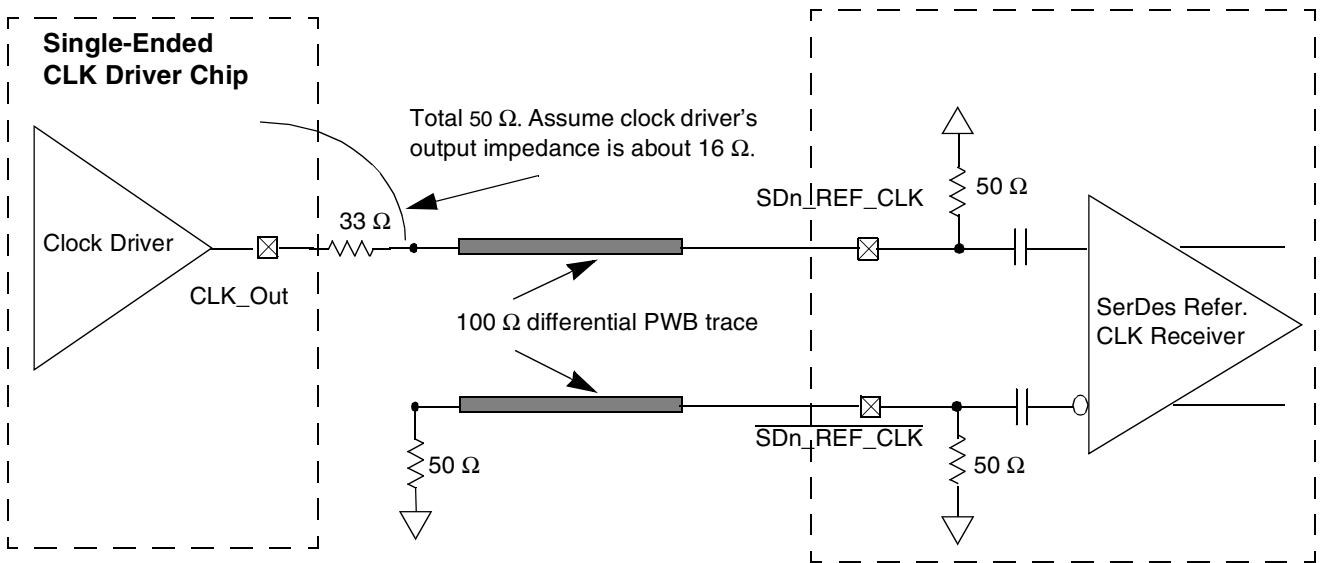 Single-Ended
CLK Driver Chip
Total 50 Ω. Assume clock driver's
output impedance is about 16 Ω.
SDn_REF_CLK
50 Ω
33 Ω
Clock Driver
CLK_Out
100 Ω differential PWB trace
SerDes Refer.
CLK Receiver
SDn_REF_CLK
50 Ω
50 Ω